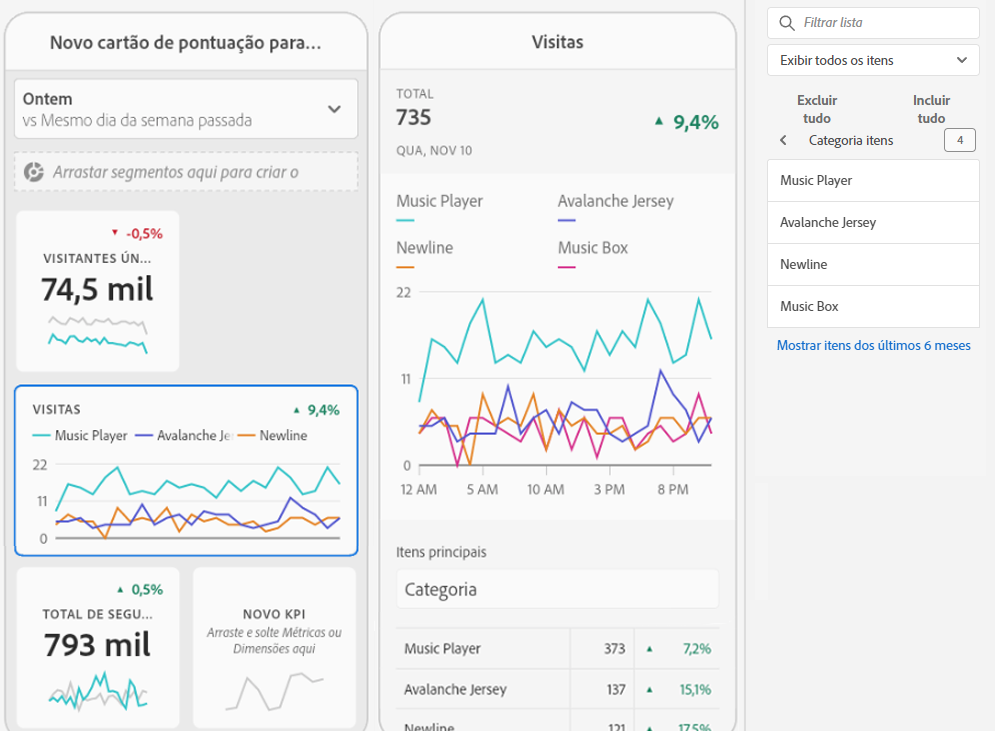 Novo cartão de pontuação para...
Ontem
vs Mesmo dia da semana passada
Arrastar segmentos aqui para criar o
-0,5%
VISITANTES ÚN...
74,5 mil
VISITAS
9,4%
Music Player
Avalanche Je
Newline
22
11
0
0,5%
TOTAL DE SEGU...
793 mil
NOVO KPI
Arraste e solte Métricas ou
Dimensões aqui
Visitas
TOTAL
735
9,4%
QUA, NOV 10
Music Player
Avalanche Jersey
Newline
Music Box
22
11
0
12 AM 5 AM 10 AM 3 PM 8 PM
Itens principais
Categoria
Music Player 373 7,2%
Avalanche Jersey 137 15,1%
Newline 121 17,5%
Filtrar lista
Exibir todos os itens
Excluir
tudo
Incluir
tudo
Categoria itens
4
Music Player
Avalanche Jersey
Newline
Music Box
Mostrar itens dos últimos 6 meses